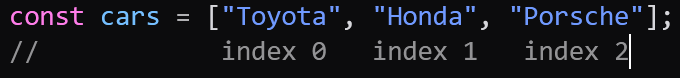 const cars = ["Toyota", "Honda", "Porsche"];
//              index 0   index 1   index 2